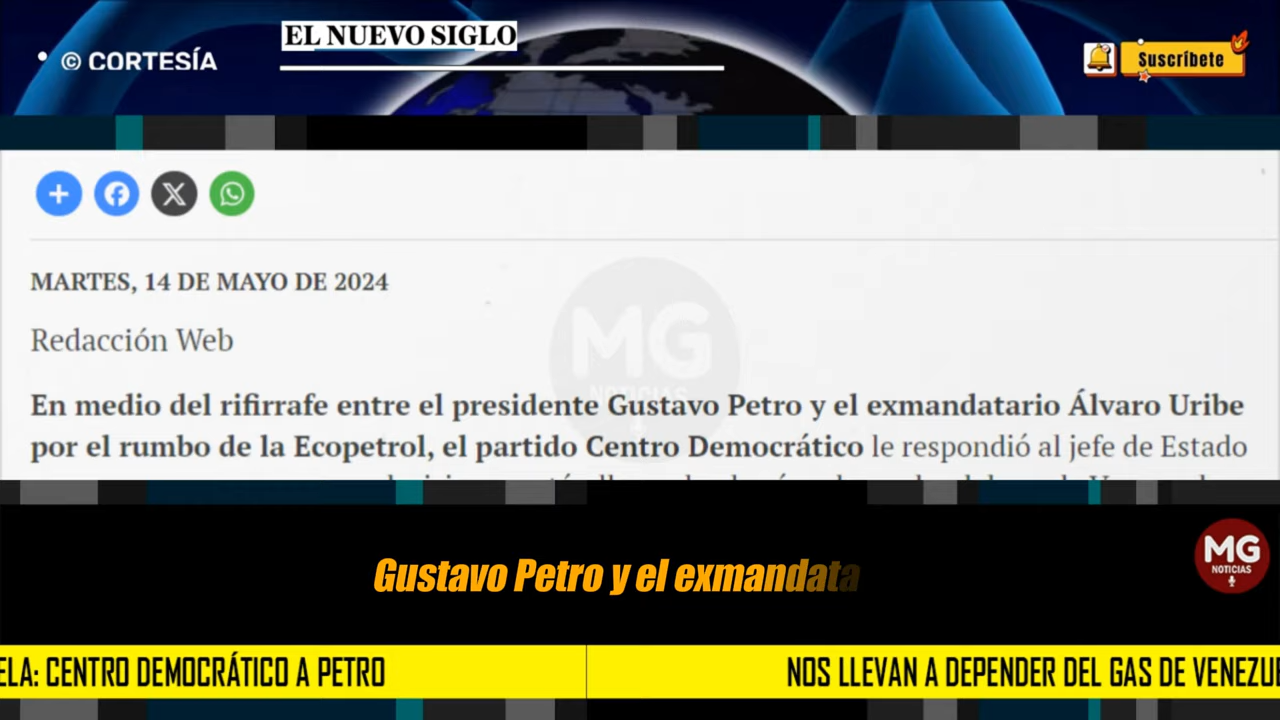 EL NUEVO SIGLO
© CORTESÍA
Suscríbete
MARTES, 14 DE MAYO DE 2024
Redacción Web
MG
NOTICIAS
En medio del rifirrafe entre el presidente Gustavo Petro y el exmandatario Álvaro Uribe
por el rumbo de la Ecopetrol, el partido Centro Democrático le respondió al jefe de Estado
Gustavo Petro y el exmandata
MG
NOTICIAS
ELA: CENTRO DEMOCRÁTICO A PETRO
NOS LLEVAN A DEPENDER DEL GAS DE VENEZUE